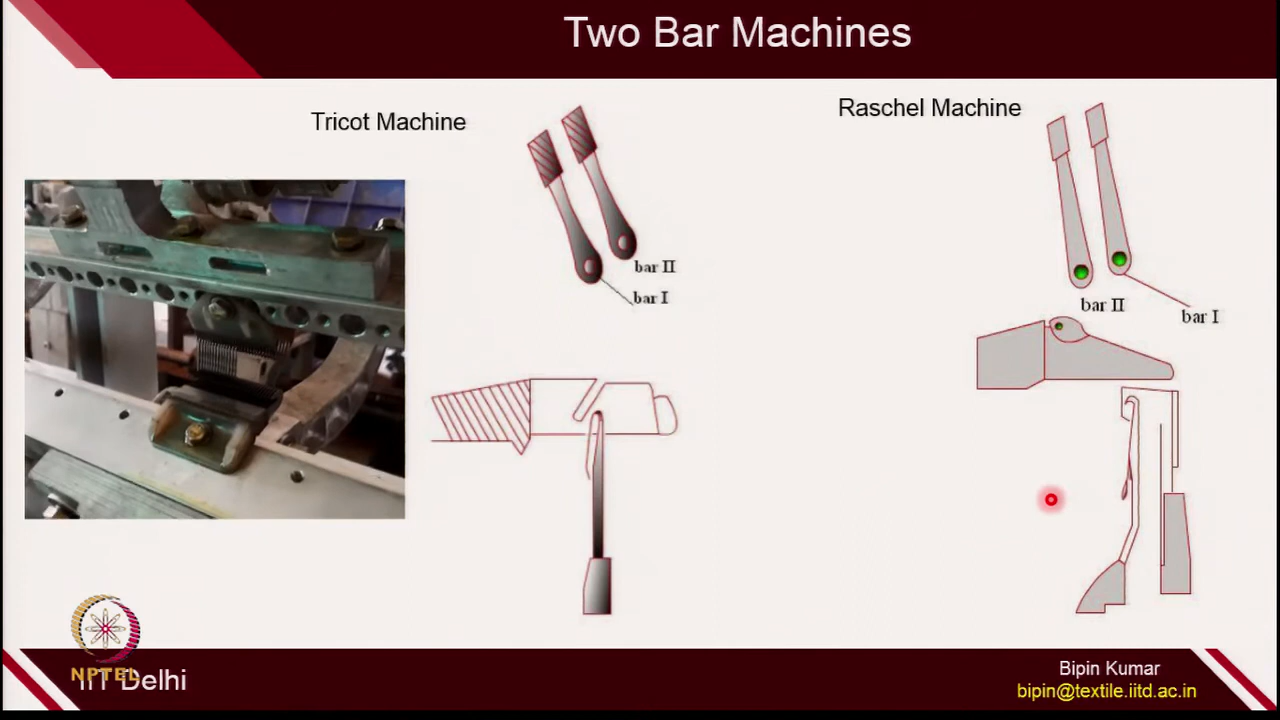 Two Bar Machines
Tricot Machine
Raschel Machine
bar II
bar I
bar II
bar I
NPTEL
IIT Delhi
Bipin Kumar
bipin@textile.iitd.ac.in